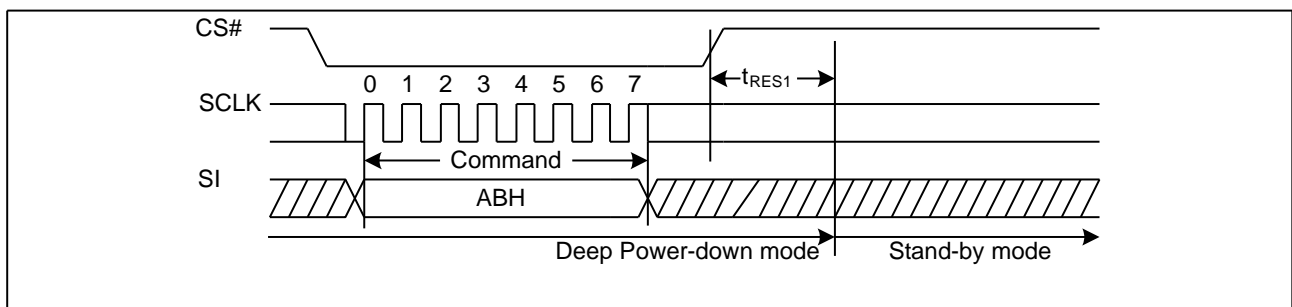 CS#
tRES1
0 1 2 3 4 5 6 7
SCLK
Command
SI
ABH
Deep Power-down mode Stand-by mode